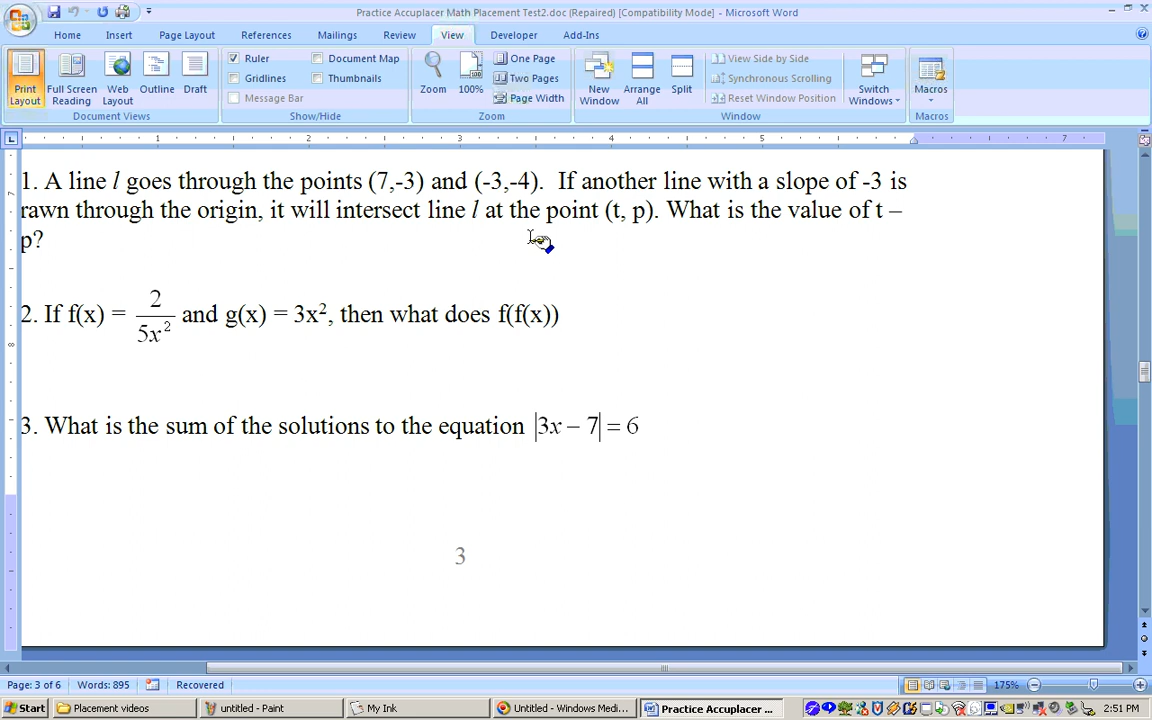 Practice Accuplacer Math Placement Test2.doc (Repaired) [Compatibility Mode] - Microsoft Word
Home Insert Page Layout References Mailings Review View Developer Add-Ins
Print Layout Full Screen Reading Web Layout Outline Draft
Document Views
Ruler Document Map
Gridlines Thumbnails
Message Bar
Show/Hide
Zoom 100% One Page
Two Pages
Page Width
Zoom
New Window Arrange All Split
View Side by Side
Synchronous Scrolling
Reset Window Position
Switch Windows
Window
Macros
Macros
1 2 3 4 5 6 7
1. A line l goes through the points (7,-3) and (-3,-4). If another line with a slope of -3 is
rawn through the origin, it will intersect line l at the point (t, p). What is the value of t –
p?
2. If f(x) = 2/5x² and g(x) = 3x², then what does f(f(x))
3. What is the sum of the solutions to the equation |3x − 7| = 6
3
Page: 3 of 6 Words: 895 Recovered 175%
Start Placement videos untitled - Paint My Ink Untitled - Windows Medi... Practice Accuplacer ... 2:51 PM